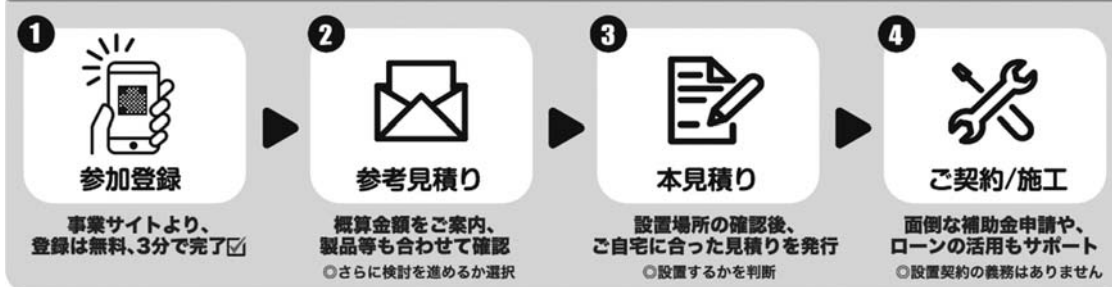 1
参加登録
事業サイトより、
登録は無料、3分で完了☑
2
参考見積り
概算金額をご案内、
製品等も合わせて確認
◎さらに検討を進めるか選択
3
本見積り
設置場所の確認後、
ご自宅に合った見積りを発行
◎設置するかを判断
4
ご契約/施工
面倒な補助金申請や、
ローンの活用もサポート
◎設置契約の義務はありません